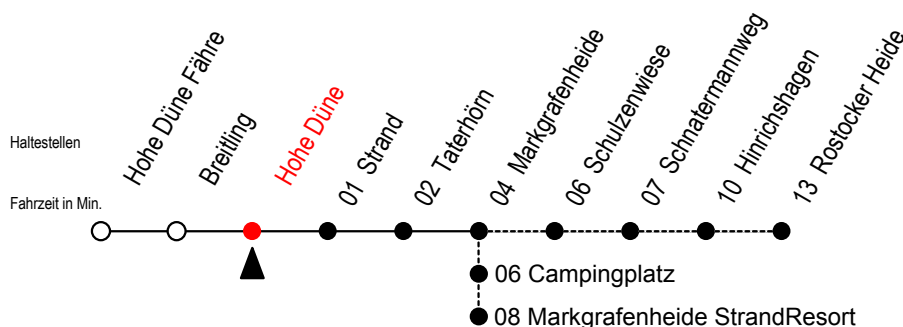 Haltestellen
Fahrzeit in Min.
Hohe Düne Fähre
Breitling
Hohe Düne
01 Strand
02 Taterhörn
04 Markgrafenheide
06 Schulzenwiese
07 Schnatermannweg
10 Hinrichshagen
13 Rostocker Heide
06 Campingplatz
08 Markgrafenheide StrandResort